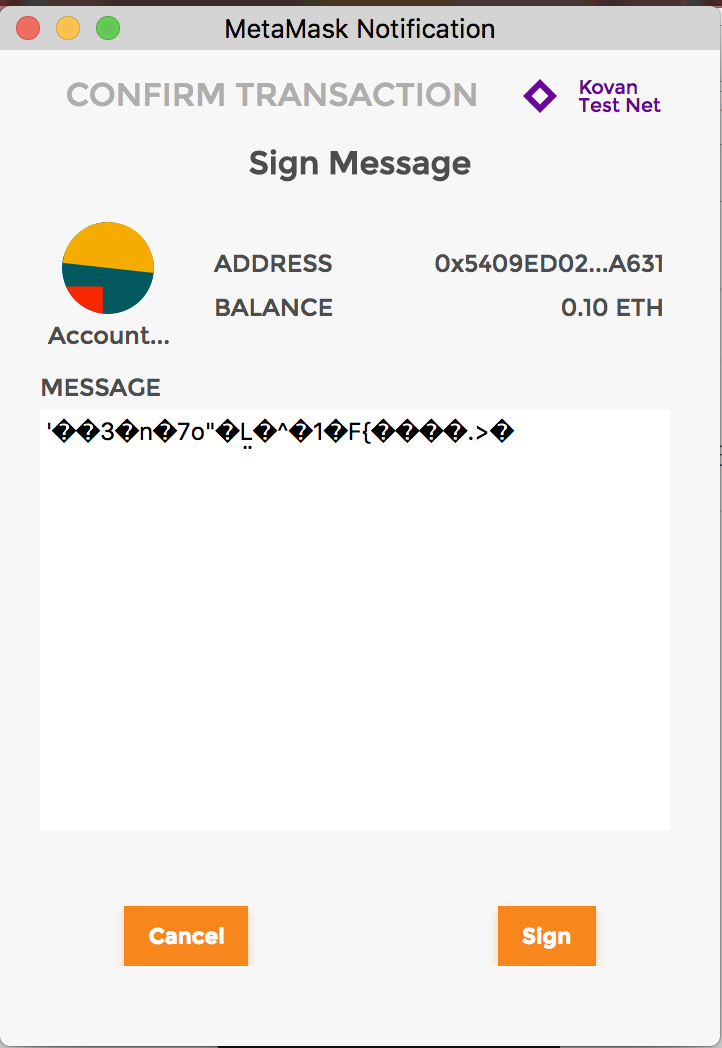 MetaMask Notification
CONFIRM TRANSACTION
Kovan
Test Net
Sign Message
ADDRESS 0x5409ED02...A631
BALANCE 0.10 ETH
Account...
MESSAGE
'��3�n�7o"�L̤�^�1�F{����.>�
Cancel Sign